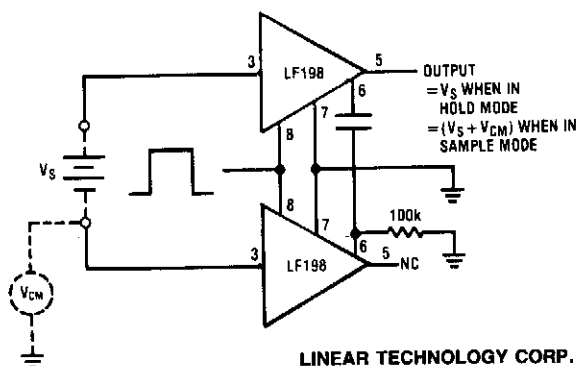 3
LF198
5
6
7
8
OUTPUT
=VS WHEN IN
HOLD MODE
=(VS + VCM) WHEN IN
SAMPLE MODE
VS
8
7
6
100k
3
LF198
5
NC
VCM
LINEAR TECHNOLOGY CORP.